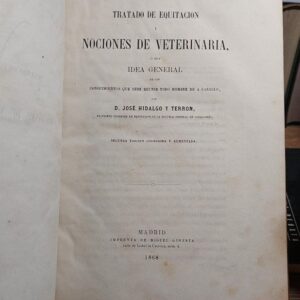 TRATADO DE EQUITACION
Y
NOCIONES DE VETERINARIA,
IDEA GENERAL
DE LOS
CONOCIMIENTOS QUE DEBE REUNIR TODO HOMBRE DE A CABALLO,
POR
D. JOSÉ HIDALGO Y TERRON,
SEGUNDA EDICION CORREGIDA Y AUMENTADA.
MADRID
IMPRENTA DE MIGUEL GINESTA
1868